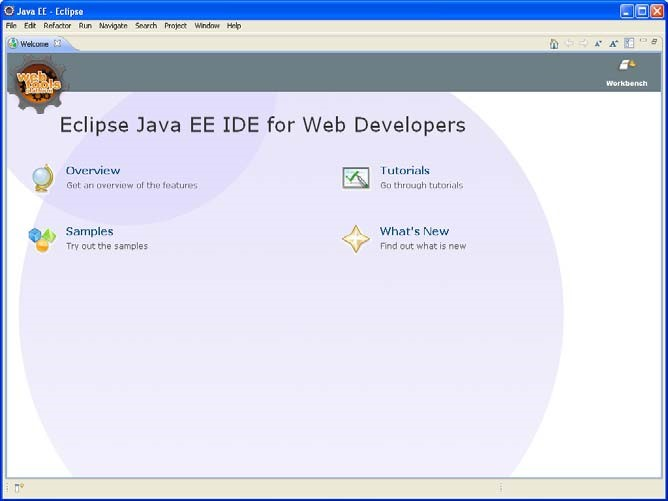 Java EE - Eclipse
File Edit Refactor Run Navigate Search Project Window Help
Welcome
web tools platform
Workbench
Eclipse Java EE IDE for Web Developers
Overview Tutorials
Get an overview of the features Go through tutorials
Samples What's New
Try out the samples Find out what is new